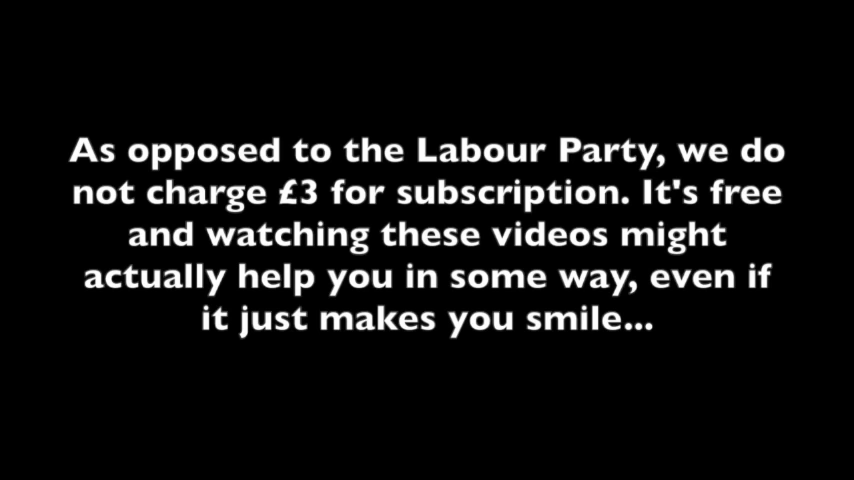 As opposed to the Labour Party, we do
not charge £3 for subscription. It's free
and watching these videos might
actually help you in some way, even if
it just makes you smile...